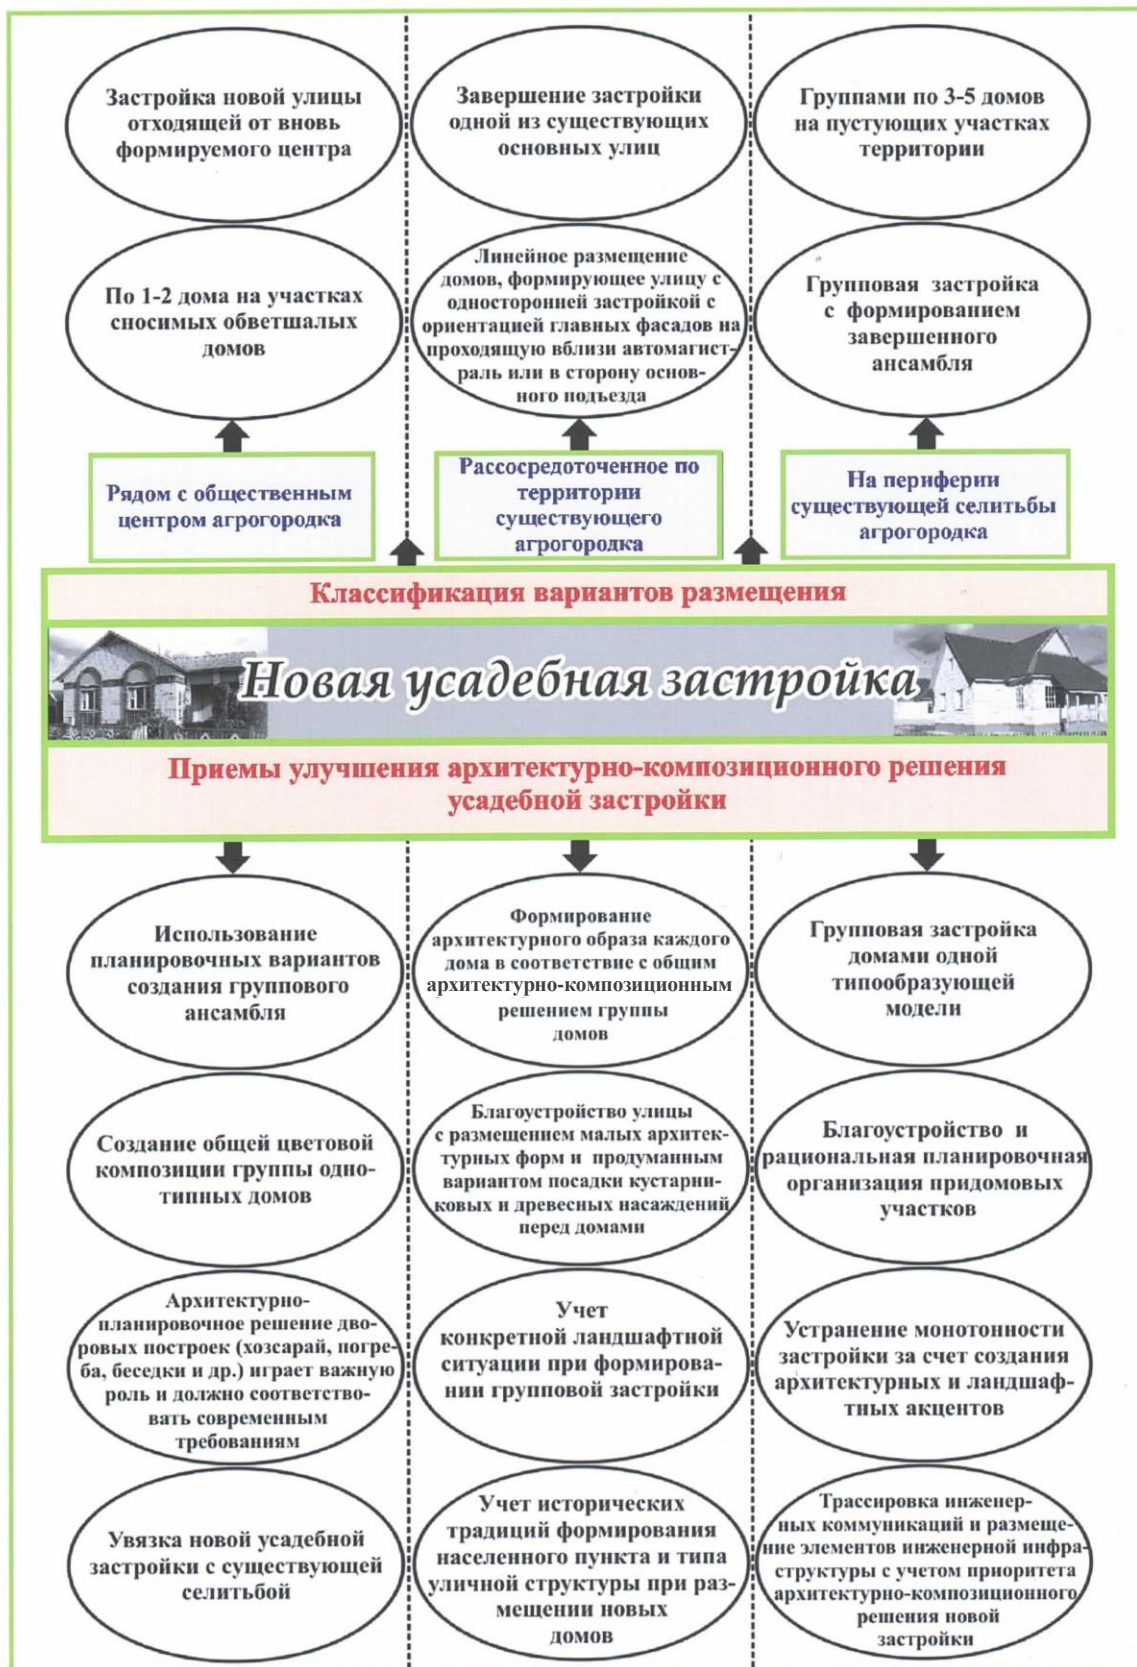 Застройка новой улицы
отходящей от вновь
формируемого центра
Завершение застройки
одной из существующих
основных улиц
Группами по 3-5 домов
на пустующих участках
территории
По 1-2 дома на участках
сносимых обветшалых
домов
Линейное размещение
домов, формирующее улицу с
односторонней застройкой с
ориентацией главных фасадов на
проходящую вблизи автомагист-
раль или в сторону основ-
ного подъезда
Групповая застройка
с формированием
завершенного
ансамбля
Рядом с общественным
центром агрогородка
Рассосредоточенное по
территории
существующего
агрогородка
На периферии
существующей селитьбы
агрогородка
Классификация вариантов размещения
Новая усадебная застройка
Приемы улучшения архитектурно-композиционного решения
усадебной застройки
Использование
планировочных вариантов
создания группового
ансамбля
Формирование
архитектурного образа каждого
дома в соответствие с общим
архитектурно-композиционным
решением группы
домов
Групповая застройка
домами одной
типообразующей
модели
Создание общей цветовой
композиции группы одно-
типных домов
Благоустройство улицы
с размещением малых архитек-
турных форм и продуманным
вариантом посадки кустарни-
ковых и древесных насаждений
перед домами
Благоустройство и
рациональная планировочная
организация придомовых
участков
Архитектурно-
планировочное решение дво-
ровых построек (хозсарай, погре-
ба, беседки и др.) играет важную
роль и должно соответство-
вать современным
требованиям
Учет
конкретной ландшафтной
ситуации при формирова-
нии групповой застройки
Устранение монотонности
застройки за счет создания
архитектурных и ландшаф-
тных акцентов
Увязка новой усадебной
застройки с существующей
селитьбой
Учет исторических
традиций формирования
населенного пункта и типа
уличной структуры при раз-
мещении новых
домов
Трассировка инженер-
ных коммуникаций и размеще-
ние элементов инженерной инфра-
структуры с учетом приоритета
архитектурно-композиционного
решения новой
застройки